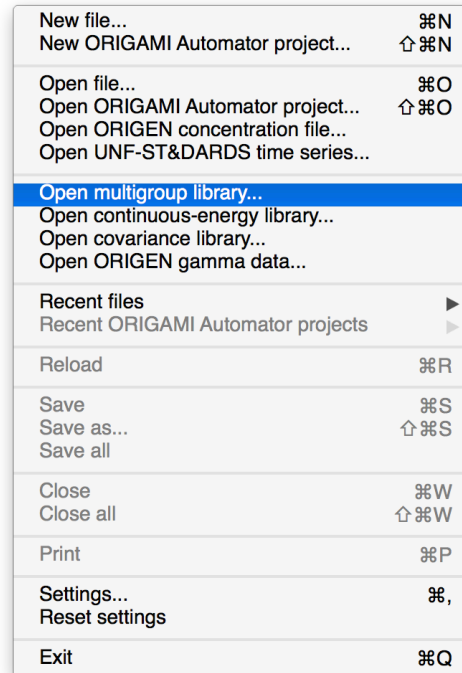 New file... ⌘N
New ORIGAMI Automator project... ⇧⌘N
Open file... ⌘O
Open ORIGAMI Automator project... ⇧⌘O
Open ORIGEN concentration file...
Open UNF-ST&DARDS time series...
Open multigroup library...
Open continuous-energy library...
Open covariance library...
Open ORIGEN gamma data...
Recent files ▶
Recent ORIGAMI Automator projects ▶
Reload ⌘R
Save ⌘S
Save as... ⇧⌘S
Save all
Close ⌘W
Close all ⇧⌘W
Print ⌘P
Settings... ⌘,
Reset settings
Exit ⌘Q